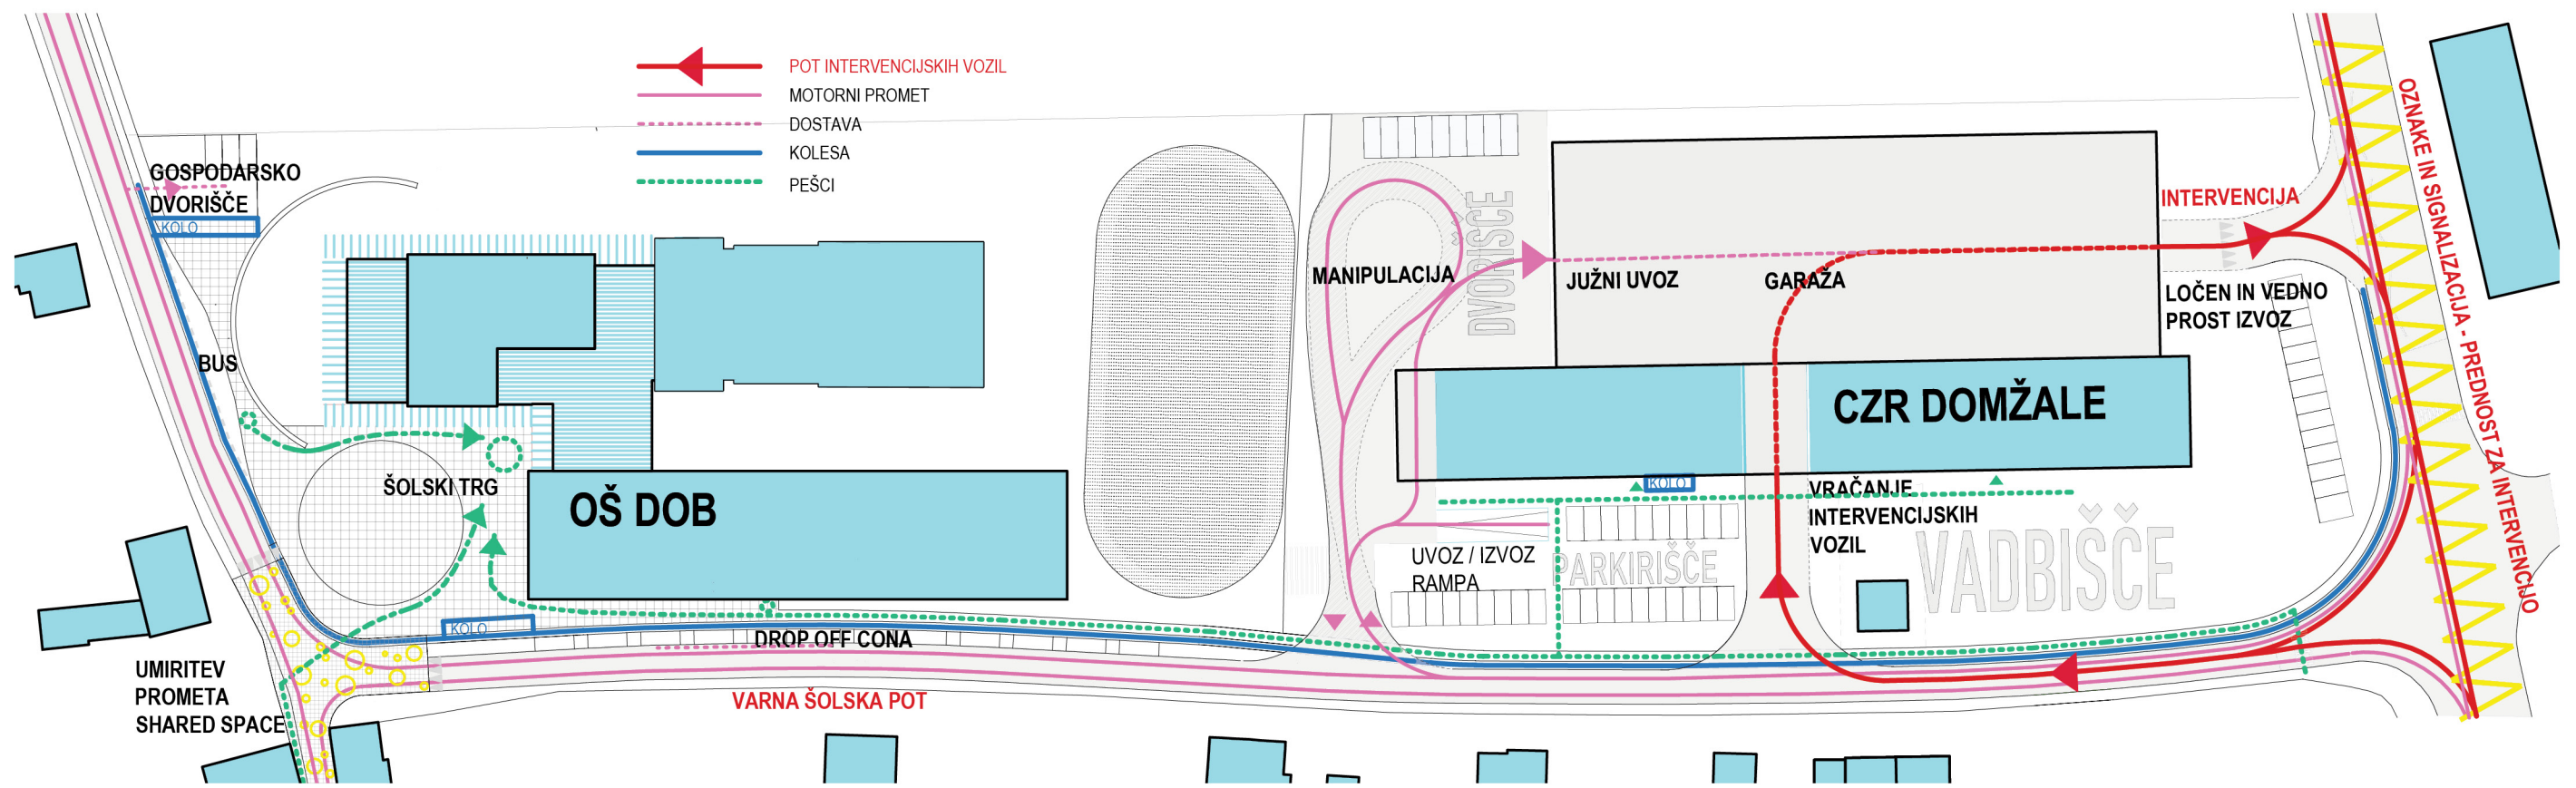 POT INTERVENCIJSKIH VOZIL
MOTORNI PROMET
DOSTAVA
KOLESA
PEŠCI
GOSPODARSKO
DVORIŠČE
KOLO
BUS
ŠOLSKI TRG
OŠ DOB
KOLO
DROP OFF CONA
UMIRITEV
PROMETA
SHARED SPACE
VARNA ŠOLSKA POT
MANIPULACIJA
DVORIŠČE
JUŽNI UVOZ
GARAŽA
INTERVENCIJA
LOČEN IN VEDNO
PROST IZVOZ
CZR DOMŽALE
KOLO
VRAČANJE
INTERVENCIJSKIH
VOZIL
UVOZ / IZVOZ
RAMPA
PARKIRIŠČE
VADBIŠČE
OZNAKE IN SIGNALIZACIJA - PREDNOST ZA INTERVENCIJO